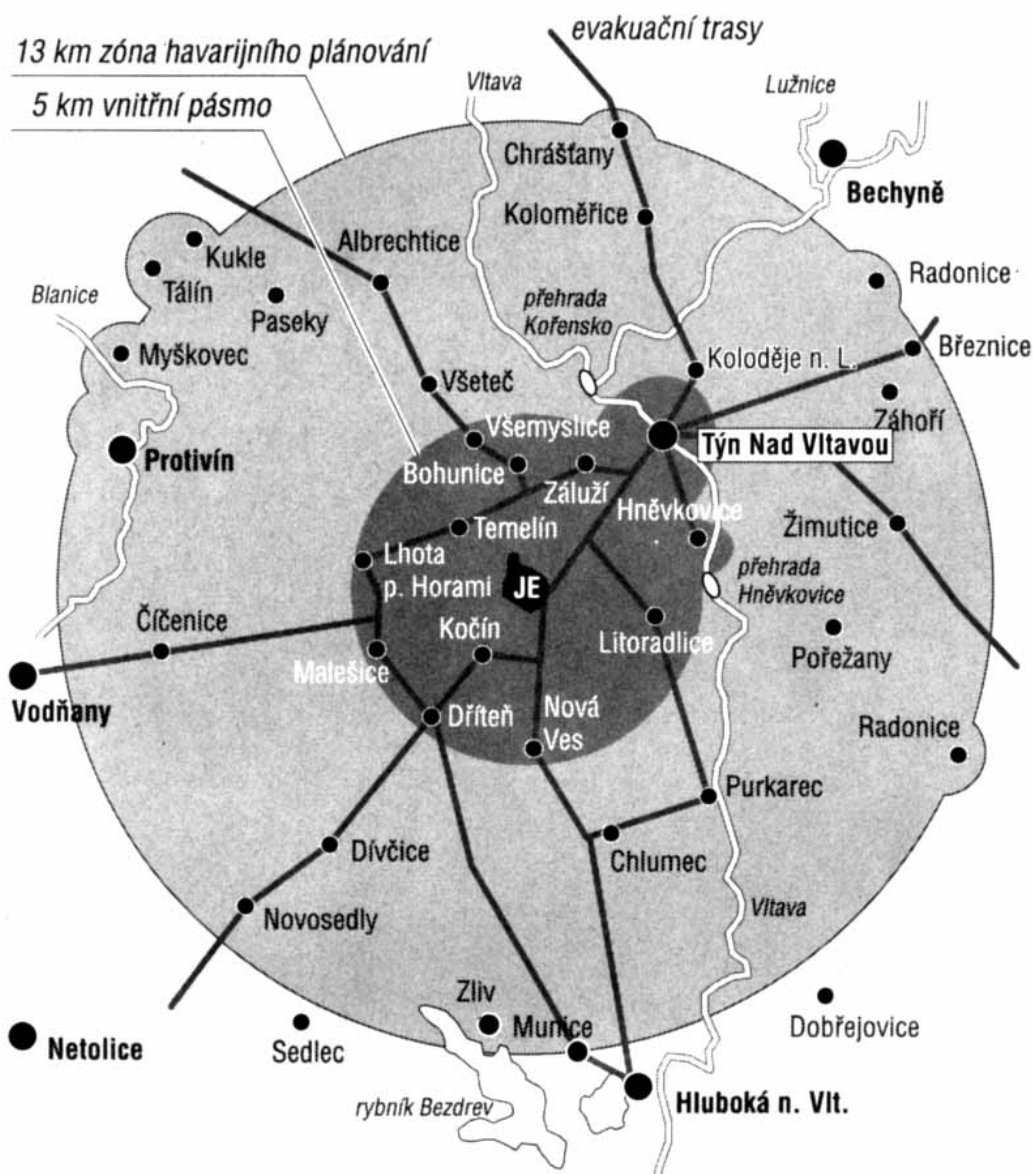 13 km zóna havarijního plánování
5 km vnitřní pásmo
evakuační trasy
Vltava
Lužnice
Chrášťany
Bechyně
Koloměřice
Albrechtice
Kukle
Tálín
Paseky
Radonice
Blanice
přehrada
Kořensko
Myškovec
Březnice
Koloděje n. L.
Všeteč
Záhoří
Všemyslice
Týn Nad Vltavou
Protivín
Bohunice
Záluží
Hněvkovice
Temelín
Žimutice
Lhota
p. Horami
JE
přehrada
Hněvkovice
Číčenice
Kočín
Litoradlice
Pořežany
Malešice
Vodňany
Dříteň
Nová
Ves
Radonice
Purkarec
Dívčice
Chlumec
Novosedly
Vltava
Zliv
Munice
Dobřejovice
Netolice
Sedlec
rybník Bezdrev
Hluboká n. Vlt.